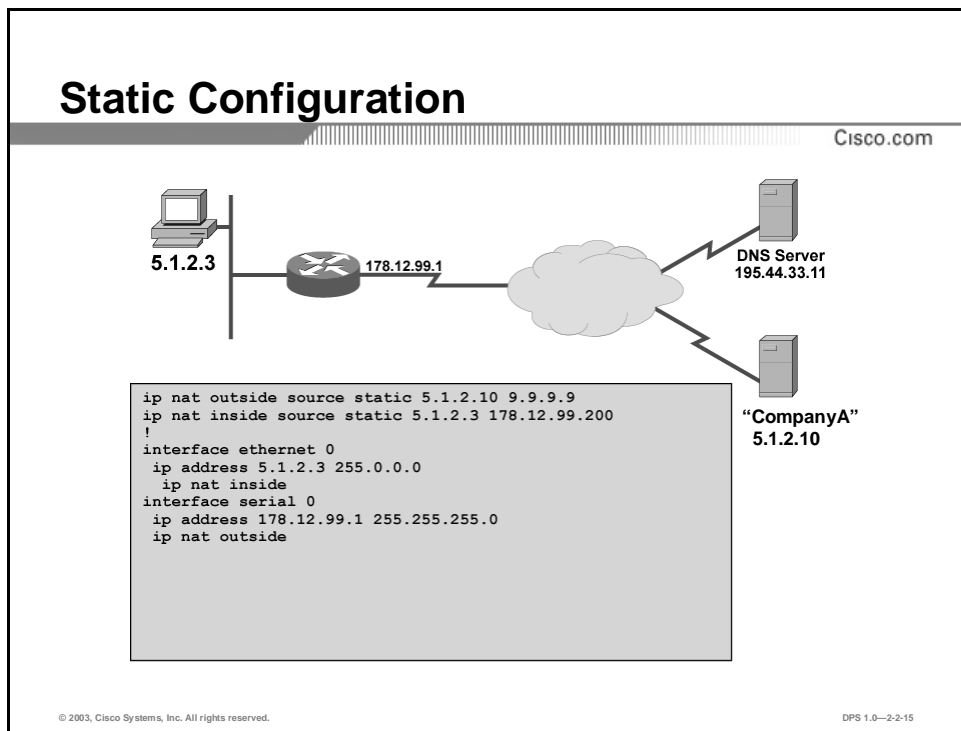 Static Configuration
Cisco.com
5.1.2.3
178.12.99.1
DNS Server
195.44.33.11
ip nat outside source static 5.1.2.10 9.9.9.9
ip nat inside source static 5.1.2.3 178.12.99.200
!
interface ethernet 0
ip address 5.1.2.3 255.0.0.0
ip nat inside
interface serial 0
ip address 178.12.99.1 255.255.255.0
ip nat outside
“CompanyA”
5.1.2.10
© 2003, Cisco Systems, Inc. All rights reserved.
DPS 1.0—2-2-15